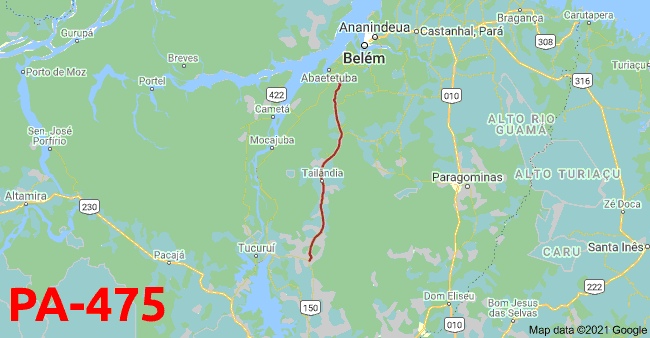 Gurupá
Porto de Moz
Breves
Portel
Ananindeua
Belém
Castanhal, Pará
Bragança
Carutapera
308
316
Turiaçu
Abaetetuba
422
Cametá
010
Sen. José
Porfírio
Mocajuba
ALTO RIO
GUAMÁ
Tailândia
Paragominas
ALTO TURIAÇU
Altamira
230
Zé Doca
Pacajá
Tucuruí
CARU
Santa Inês
222
150
Dom Eliseu
Bom Jesus
das Selvas
010
PA-475
Map data ©2021 Google